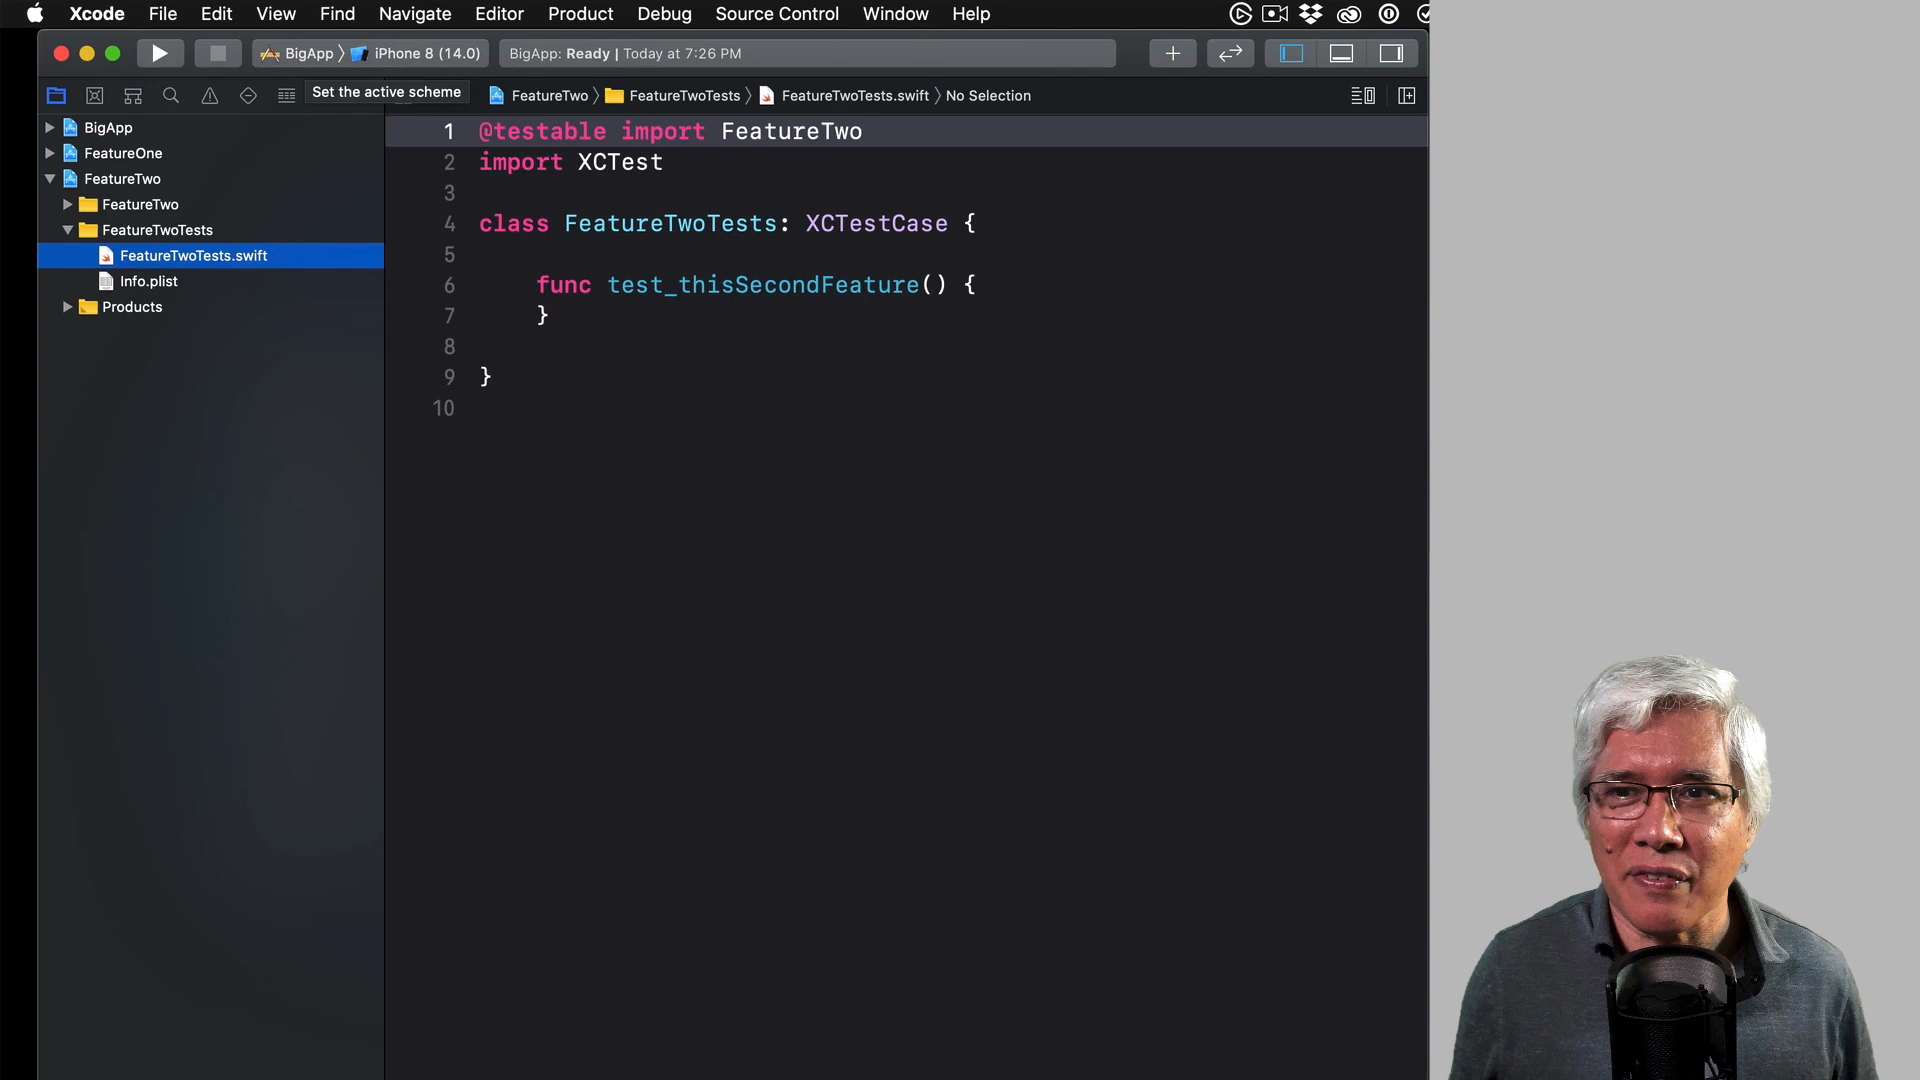 Xcode File Edit View Find Navigate Editor Product Debug Source Control Window Help
BigApp iPhone 8 (14.0) BigApp: Ready | Today at 7:26 PM
Set the active scheme
FeatureTwo FeatureTwoTests FeatureTwoTests.swift No Selection
BigApp
FeatureOne
FeatureTwo
FeatureTwo
FeatureTwoTests
FeatureTwoTests.swift
Info.plist
Products
1 @testable import FeatureTwo
2 import XCTest
3
4 class FeatureTwoTests: XCTestCase {
5
6 func test_thisSecondFeature() {
7 }
8
9 }
10